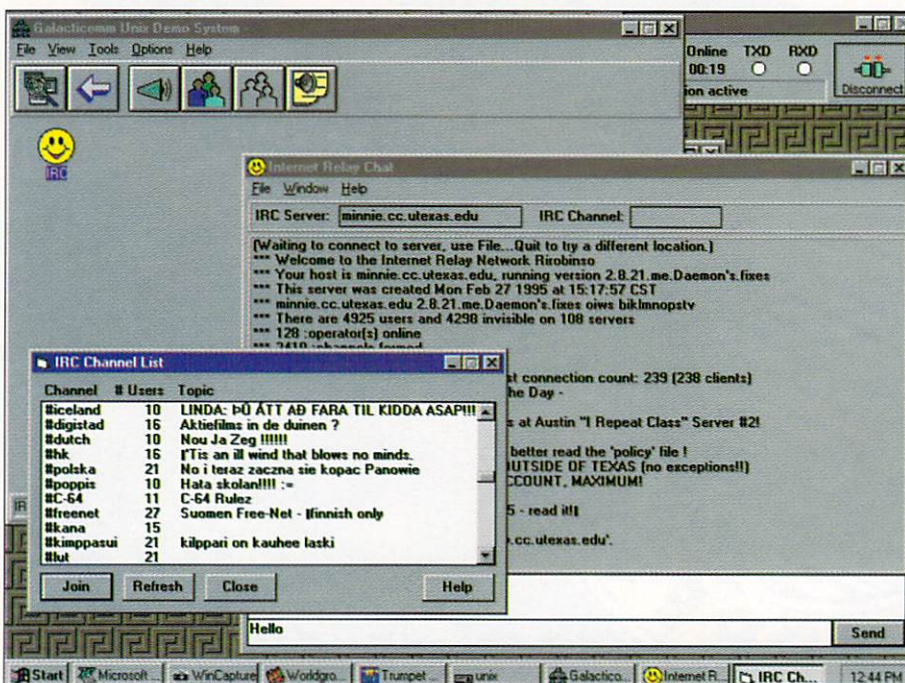 Galacticomm Unix Demo System
File View Tools Options Help
Online TXD RXD
00:19
ion active
Disconnect
IRC
Internet Relay Chat
File Window Help
IRC Server: minnie.cc.utexas.edu IRC Channel:
(Waiting to connect to server, use File...Quit to try a different location.)
*** Welcome to the Internet Relay Network Rirobinso
*** Your host is minnie.cc.utexas.edu, running version 2.8.21.me.Daemon's.fixes
*** This server was created Mon Feb 27 1995 at 15:17:57 CST
*** minnie.cc.utexas.edu 2.8.21.me.Daemon's.fixes oiws biklmnopstv
*** There are 4925 users and 4298 invisible on 108 servers
*** 128 :operator(s) online
*** 2419 :channels formed
st connection count: 239 (238 clients)
he Day -
s at Austin "I Repeat Class" Server #2!
better read the 'policy' file !
UTSIDE OF TEXAS (no exceptions!!)
CCOUNT, MAXIMUM!
5 - read it!
.cc.utexas.edu'.
IRC Channel List
Channel # Users Topic
#iceland 10 LINDA: ÞÚ ÁTT AÐ FARA TIL KIDDA ASAP!!!
#digistad 16 Aktiefilms in de duinen ?
#dutch 10 Nou Ja Zeg !!!!!!
#hk 16 I'Tis an ill wind that blows no minds.
#polska 21 No i teraz zaczna sie kopac Panowie
#poppis 10 Hata skolan!!!! :=
#C-64 11 C-64 Rulez
#freenet 27 Suomen Free-Net - |finnish only
#kana 15
#kimppasui 21 kilppari on kauhee laski
#lut 21
Join Refresh Close Help
Hello
Send
Start Microsoft ... WinCapture Worldgro... Trumpet ... unix Galactico... Internet R... IRC Ch... 12:44 PM